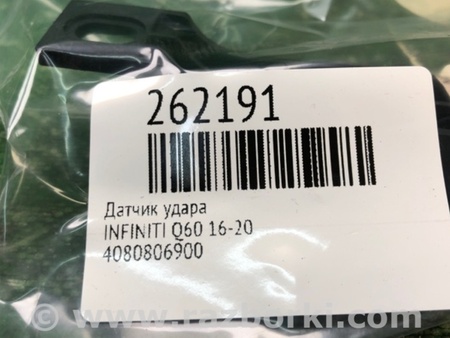 262191
Датчик удара
INFINITI Q60 16-20
4080806900
© www.razborki.com